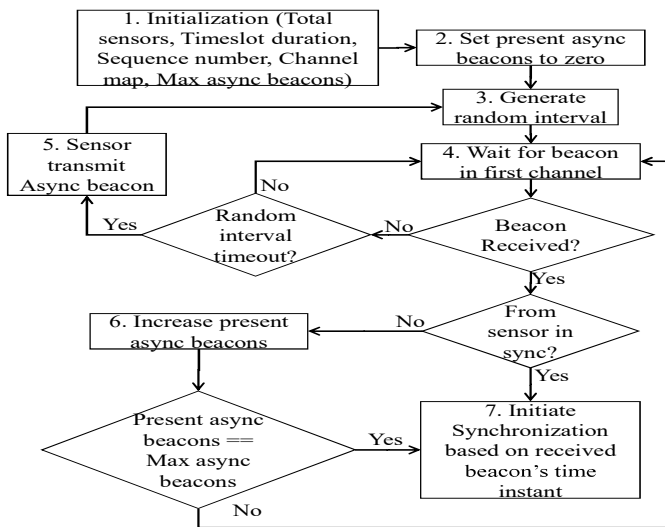 1. Initialization (Total
sensors, Timeslot duration,
Sequence number, Channel
map, Max async beacons)
2. Set present async
beacons to zero
3. Generate
random interval
5. Sensor
transmit
Async beacon
4. Wait for beacon
in first channel
No
Yes
Random
interval
timeout?
No
Beacon
Received?
Yes
From
sensor in
sync?
No
6. Increase present
async beacons
Yes
Present async
beacons ==
Max async
beacons
Yes
7. Initiate
Synchronization
based on received
beacon's time
instant
No